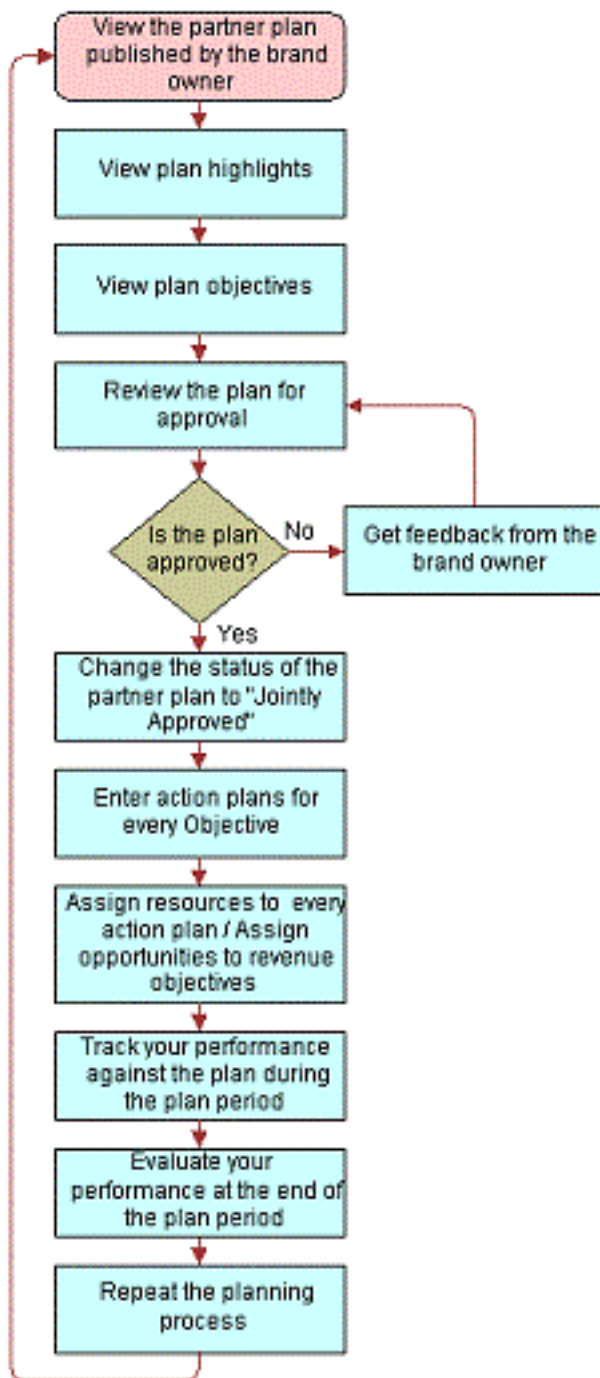 View the partner plan
published by the brand
owner
View plan highlights
View plan objectives
Review the plan for
approval
Is the plan
approved?
No
Get feedback from the
brand owner
Yes
Change the status of the
partner plan to "Jointly
Approved"
Enter action plans for
every Objective
Assign resources to every
action plan / Assign
opportunities to revenue
objectives
Track your performance
against the plan during
the plan period
Evaluate your
performance at the end of
the plan period
Repeat the planning
process